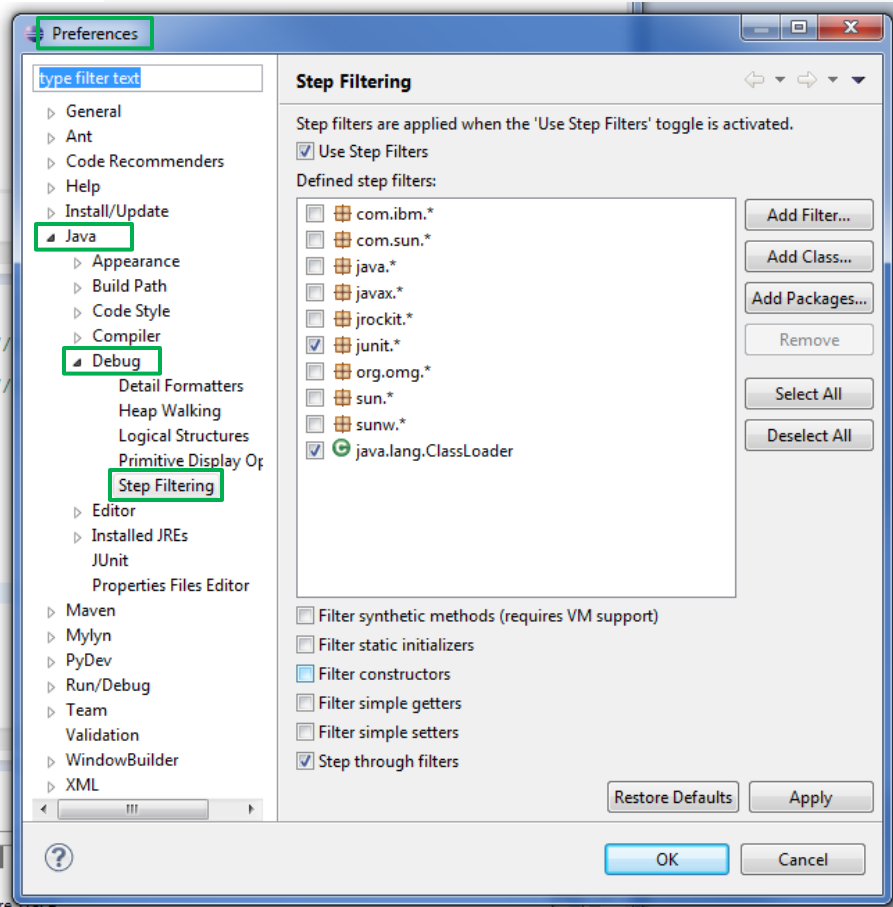 Preferences
type filter text
General
Ant
Code Recommenders
Help
Install/Update
Java
Appearance
Build Path
Code Style
Compiler
Debug
Detail Formatters
Heap Walking
Logical Structures
Primitive Display Op
Step Filtering
Editor
Installed JREs
JUnit
Properties Files Editor
Maven
Mylyn
PyDev
Run/Debug
Team
Validation
WindowBuilder
XML
Step Filtering
Step filters are applied when the 'Use Step Filters' toggle is activated.
Use Step Filters
Defined step filters:
com.ibm.*
com.sun.*
java.*
javax.*
jrockit.*
junit.*
org.omg.*
sun.*
sunw.*
java.lang.ClassLoader
Add Filter...
Add Class...
Add Packages...
Remove
Select All
Deselect All
Filter synthetic methods (requires VM support)
Filter static initializers
Filter constructors
Filter simple getters
Filter simple setters
Step through filters
Restore Defaults
Apply
OK
Cancel